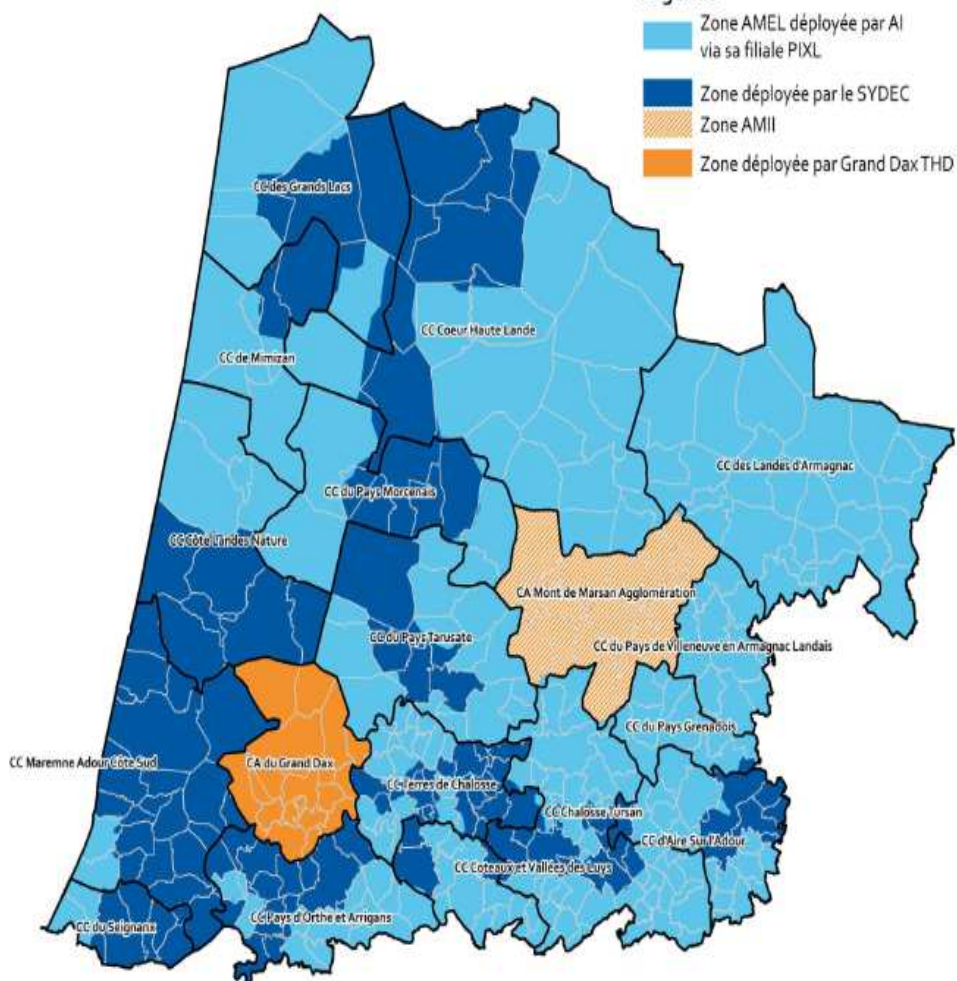 Zone AMEL déployée par AI
via sa filiale PIXL
Zone déployée par le SYDEC
Zone AMII
Zone déployée par Grand Dax THD
CC des Grands Lacs
CC Coeur Haute Lande
CC de Mimizan
CC des Landes d'Armagnac
CC du Pays Morcenais
CC Côte Landes Nature
CA Mont de Marsan Agglomération
CC du Pays Tarusate
CC du Pays de Villeneuve en Armagnac Landais
CC du Pays Grenadois
CC Maremne Adour Côte Sud
CA du Grand Dax
CC Terres de Chalosse
CC Chalosse Tursan
CC d'Aire Sur l'Adour
CC Coteaux et Vallées des Luys
CC Pays d'Orthe et Arrigans
CC du Seignanx